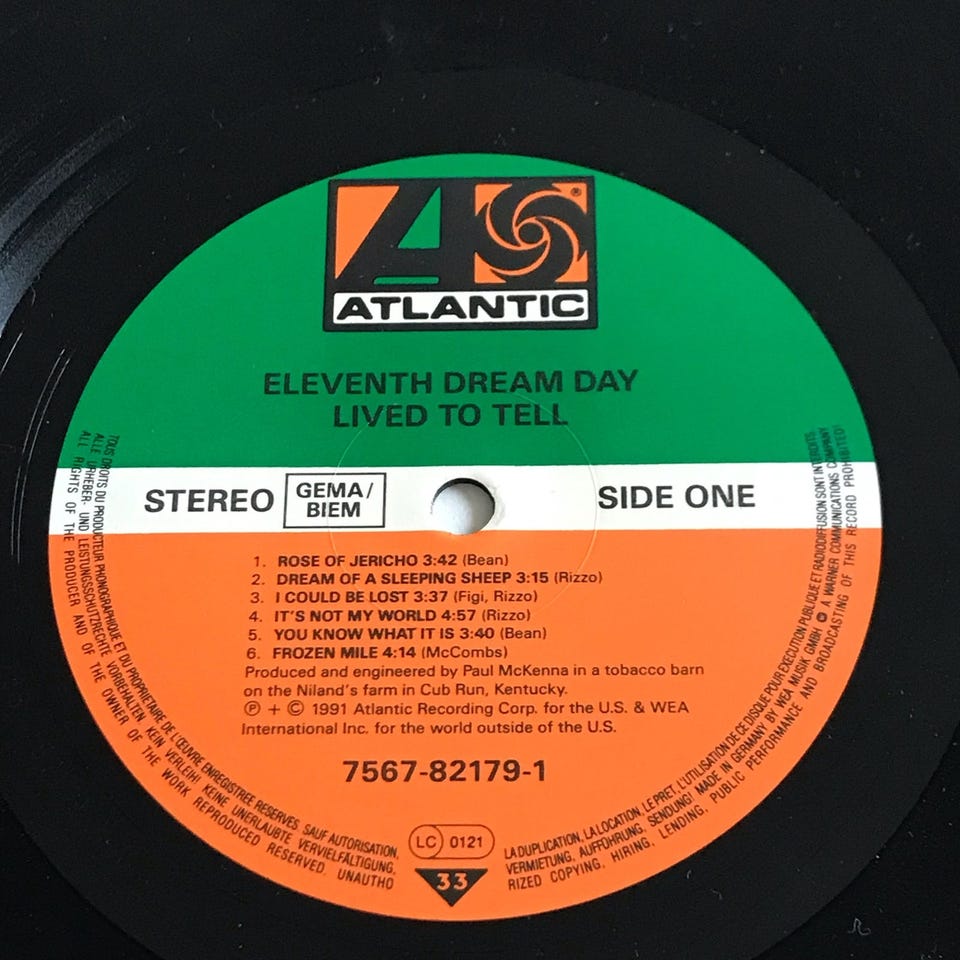 ®
ATLANTIC
ELEVENTH DREAM DAY
LIVED TO TELL
STEREO
GEMA/
BIEM
SIDE ONE
1. ROSE OF JERICHO 3:42 (Bean)
2. DREAM OF A SLEEPING SHEEP 3:15 (Rizzo)
3. I COULD BE LOST 3:37 (Figi, Rizzo)
4. IT'S NOT MY WORLD 4:57 (Rizzo)
5. YOU KNOW WHAT IT IS 3:40 (Bean)
6. FROZEN MILE 4:14 (McCombs)
Produced and engineered by Paul McKenna in a tobacco barn
on the Niland's farm in Cub Run, Kentucky.
℗ + © 1991 Atlantic Recording Corp. for the U.S. & WEA
International Inc. for the world outside of the U.S.
7567-82179-1
LC 0121
33
TOUS DROITS DU PRODUCTEUR PHONOGRAPHIQUE ET DU PROPRIETAIRE DE L'ŒUVRE ENREGISTREE RESERVES. SAUF AUTORISATION,
LA DUPLICATION, LA LOCATION, LE PRET, L'UTILISATION DE CE DISQUE POUR EXECUTION PUBLIQUE ET RADIODIFFUSION SONT INTERDITS.
ALLE URHEBER- UND LEISTUNGSSCHUTZRECHTE VORBEHALTEN. KEIN VERLEIH! KEINE UNERLAUBTE VERVIELFÄLTIGUNG,
VERMIETUNG, AUFFÜHRUNG, SENDUNG! MADE IN GERMANY BY WEA MUSIK GMBH A WARNER COMMUNICATIONS COMPANY
ALL RIGHTS OF THE PRODUCER AND OF THE OWNER OF THE WORK REPRODUCED RESERVED. UNAUTHO
RIZED COPYING, HIRING, LENDING, PUBLIC PERFORMANCE AND BROADCASTING OF THIS RECORD PROHIBITED!